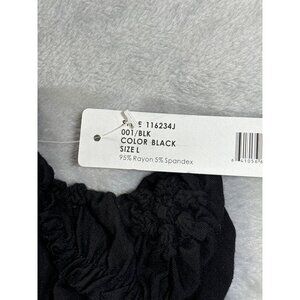 116234J
001/BLK
COLOR BLACK
SIZE L
95% Rayon 5% Spandex